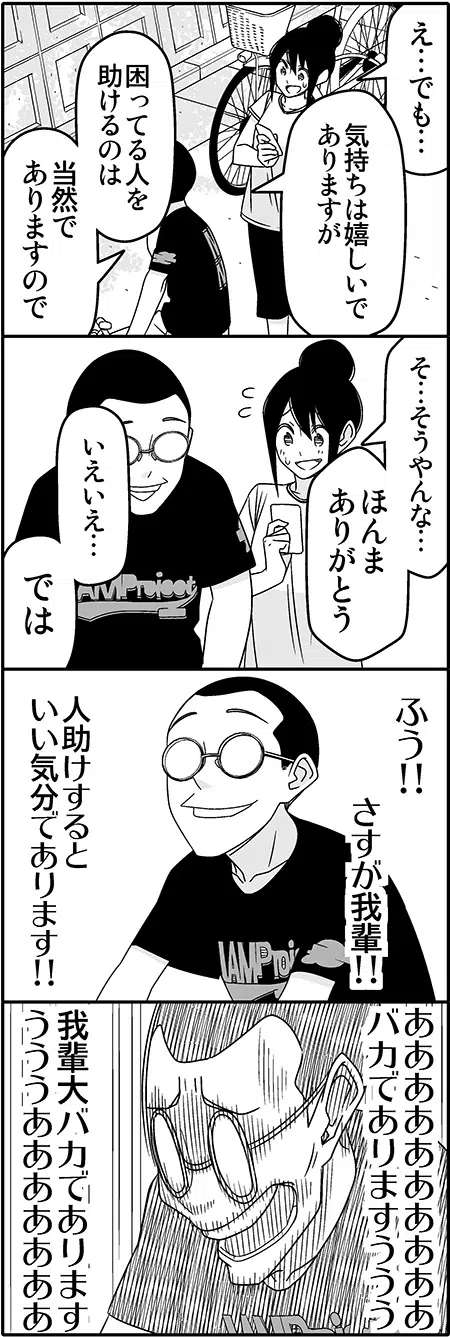 え…でも…
気持ちは嬉しいで
ありますが
困ってる人を
助けるのは
当然で
ありますので
そ…そうやんな…
ほんま
ありがとう
いえいえ…
では
AMProject
ふう!!
さすが我輩!!
人助けすると
いい気分であります!!
JAMProj
ああああああああああ
バカでありますううう
我輩大バカであります
うううあああああああ
AMProj